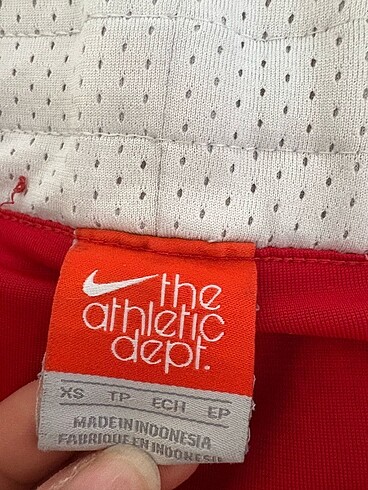 the
athletic
dept.
XS TP ECH EP
MADE IN INDONESIA
FABRIQUE EN INDONESIE